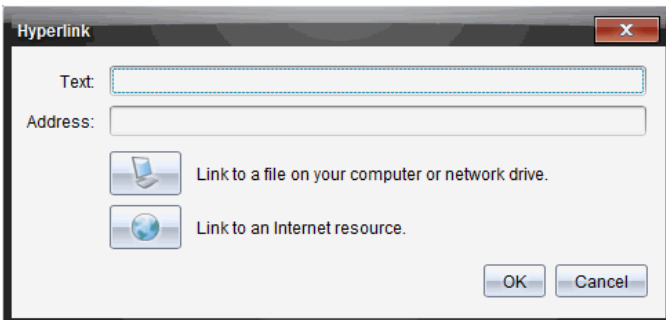 Hyperlink
Text:
Address:
Link to a file on your computer or network drive.
Link to an Internet resource.
OK Cancel